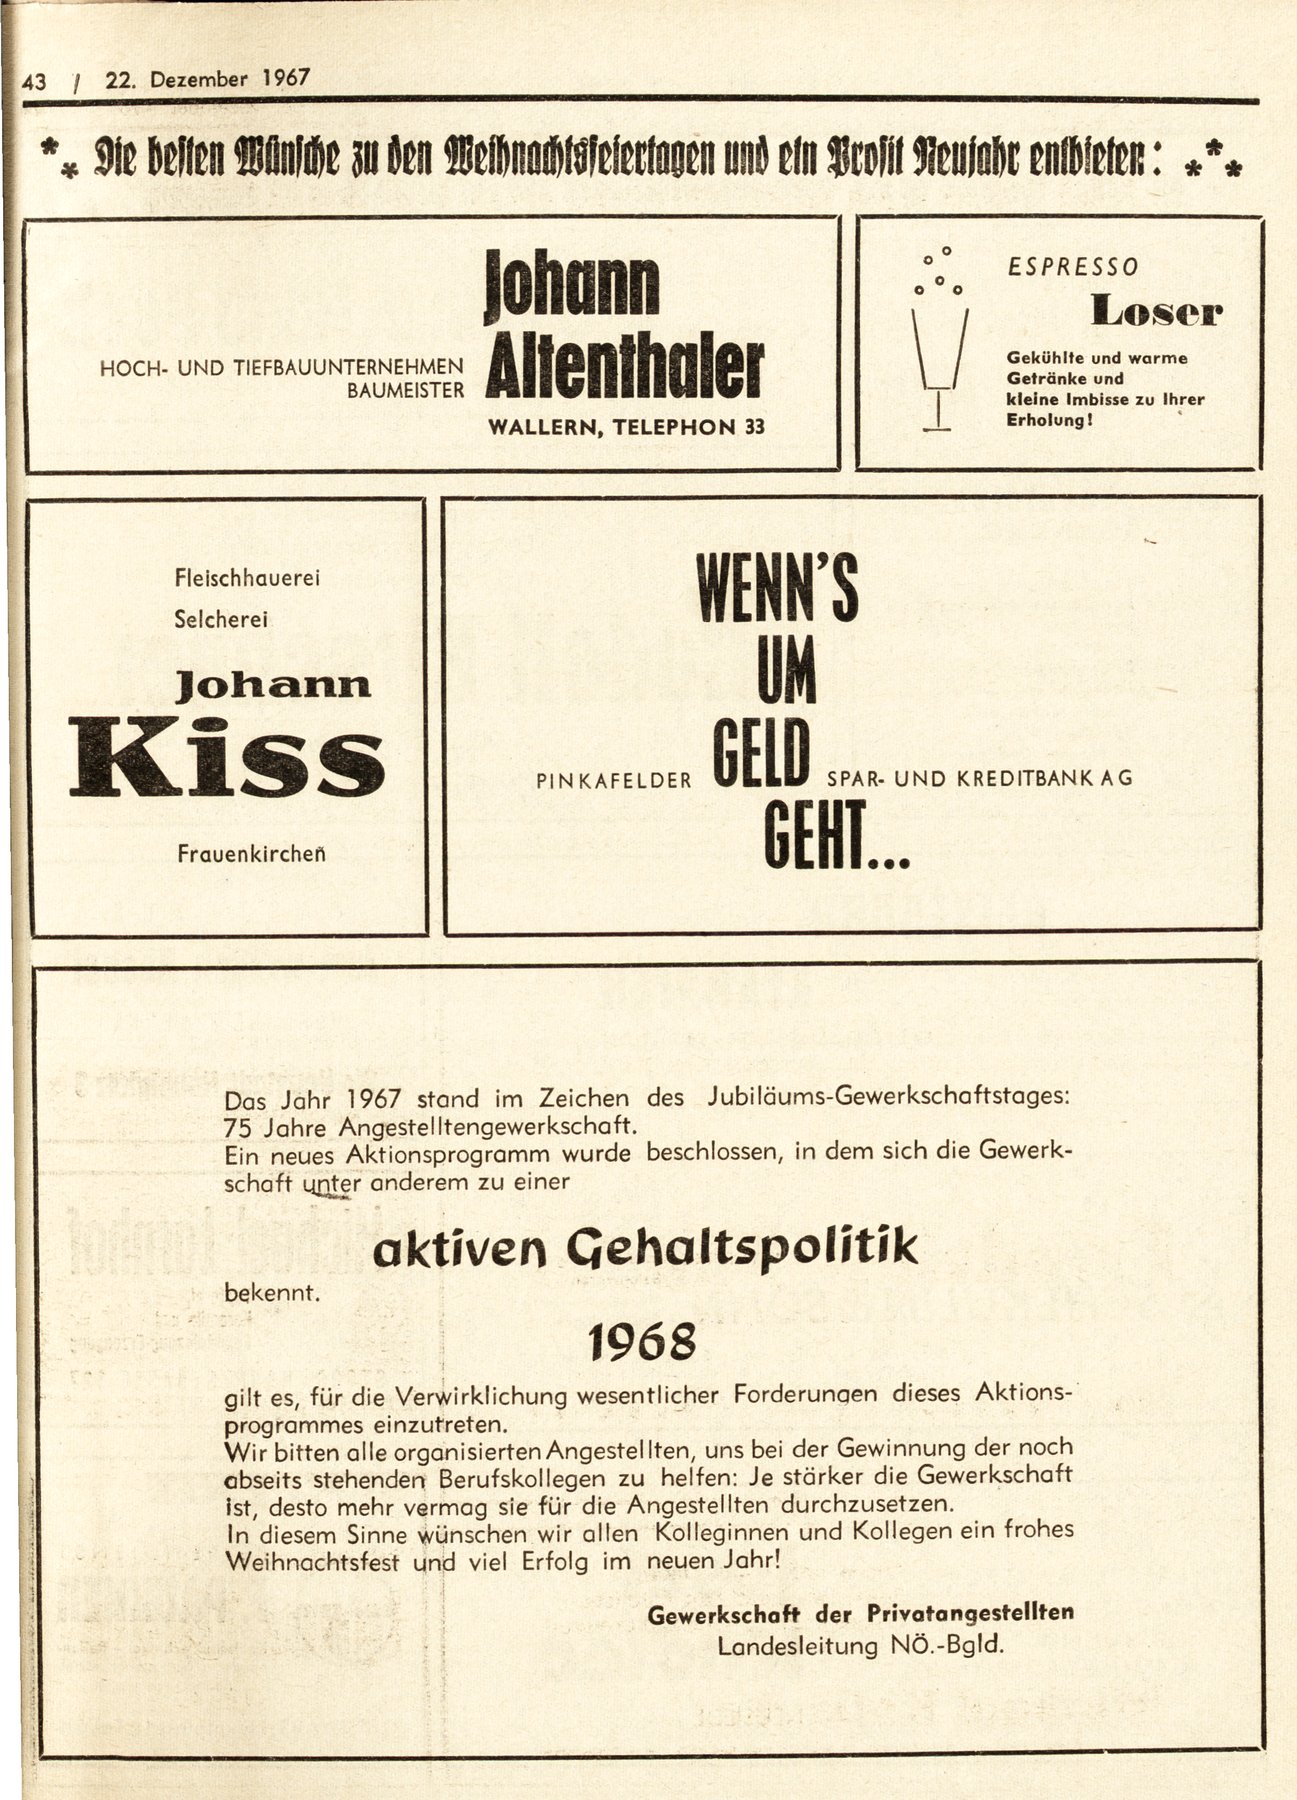 43 / 22. Dezember 1967
Die besten Wünsche zu den Weihnachtsfeiertagen und ein Prosit Neujahr entbieten:
HOCH- UND TIEFBAUUNTERNEHMEN
BAUMEISTER
Johann
Altenthaler
WALLERN, TELEPHON 33
ESPRESSO
Loser
Gekühlte und warme
Getränke und
kleine Imbisse zu Ihrer
Erholung!
Fleischhauerei
Selcherei
Johann
Kiss
Frauenkirchen
WENN'S
UM
PINKAFELDER GELD SPAR- UND KREDITBANK AG
GEHT...
Das Jahr 1967 stand im Zeichen des Jubiläums-Gewerkschaftstages:
75 Jahre Angestelltengewerkschaft.
Ein neues Aktionsprogramm wurde beschlossen, in dem sich die Gewerk-
schaft unter anderem zu einer
aktiven Gehaltspolitik
bekennt.
1968
gilt es, für die Verwirklichung wesentlicher Forderungen dieses Aktions-
programmes einzutreten.
Wir bitten alle organisierten Angestellten, uns bei der Gewinnung der noch
abseits stehenden Berufskollegen zu helfen: Je stärker die Gewerkschaft
ist, desto mehr vermag sie für die Angestellten durchzusetzen.
In diesem Sinne wünschen wir allen Kolleginnen und Kollegen ein frohes
Weihnachtsfest und viel Erfolg im neuen Jahr!
Gewerkschaft der Privatangestellten
Landesleitung NÖ.-Bgld.